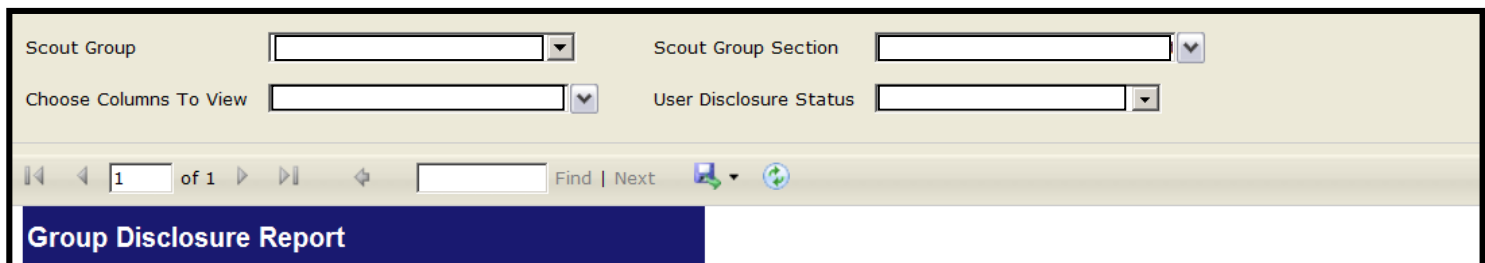 Scout Group Scout Group Section
Choose Columns To View User Disclosure Status
1 of 1 Find | Next
Group Disclosure Report